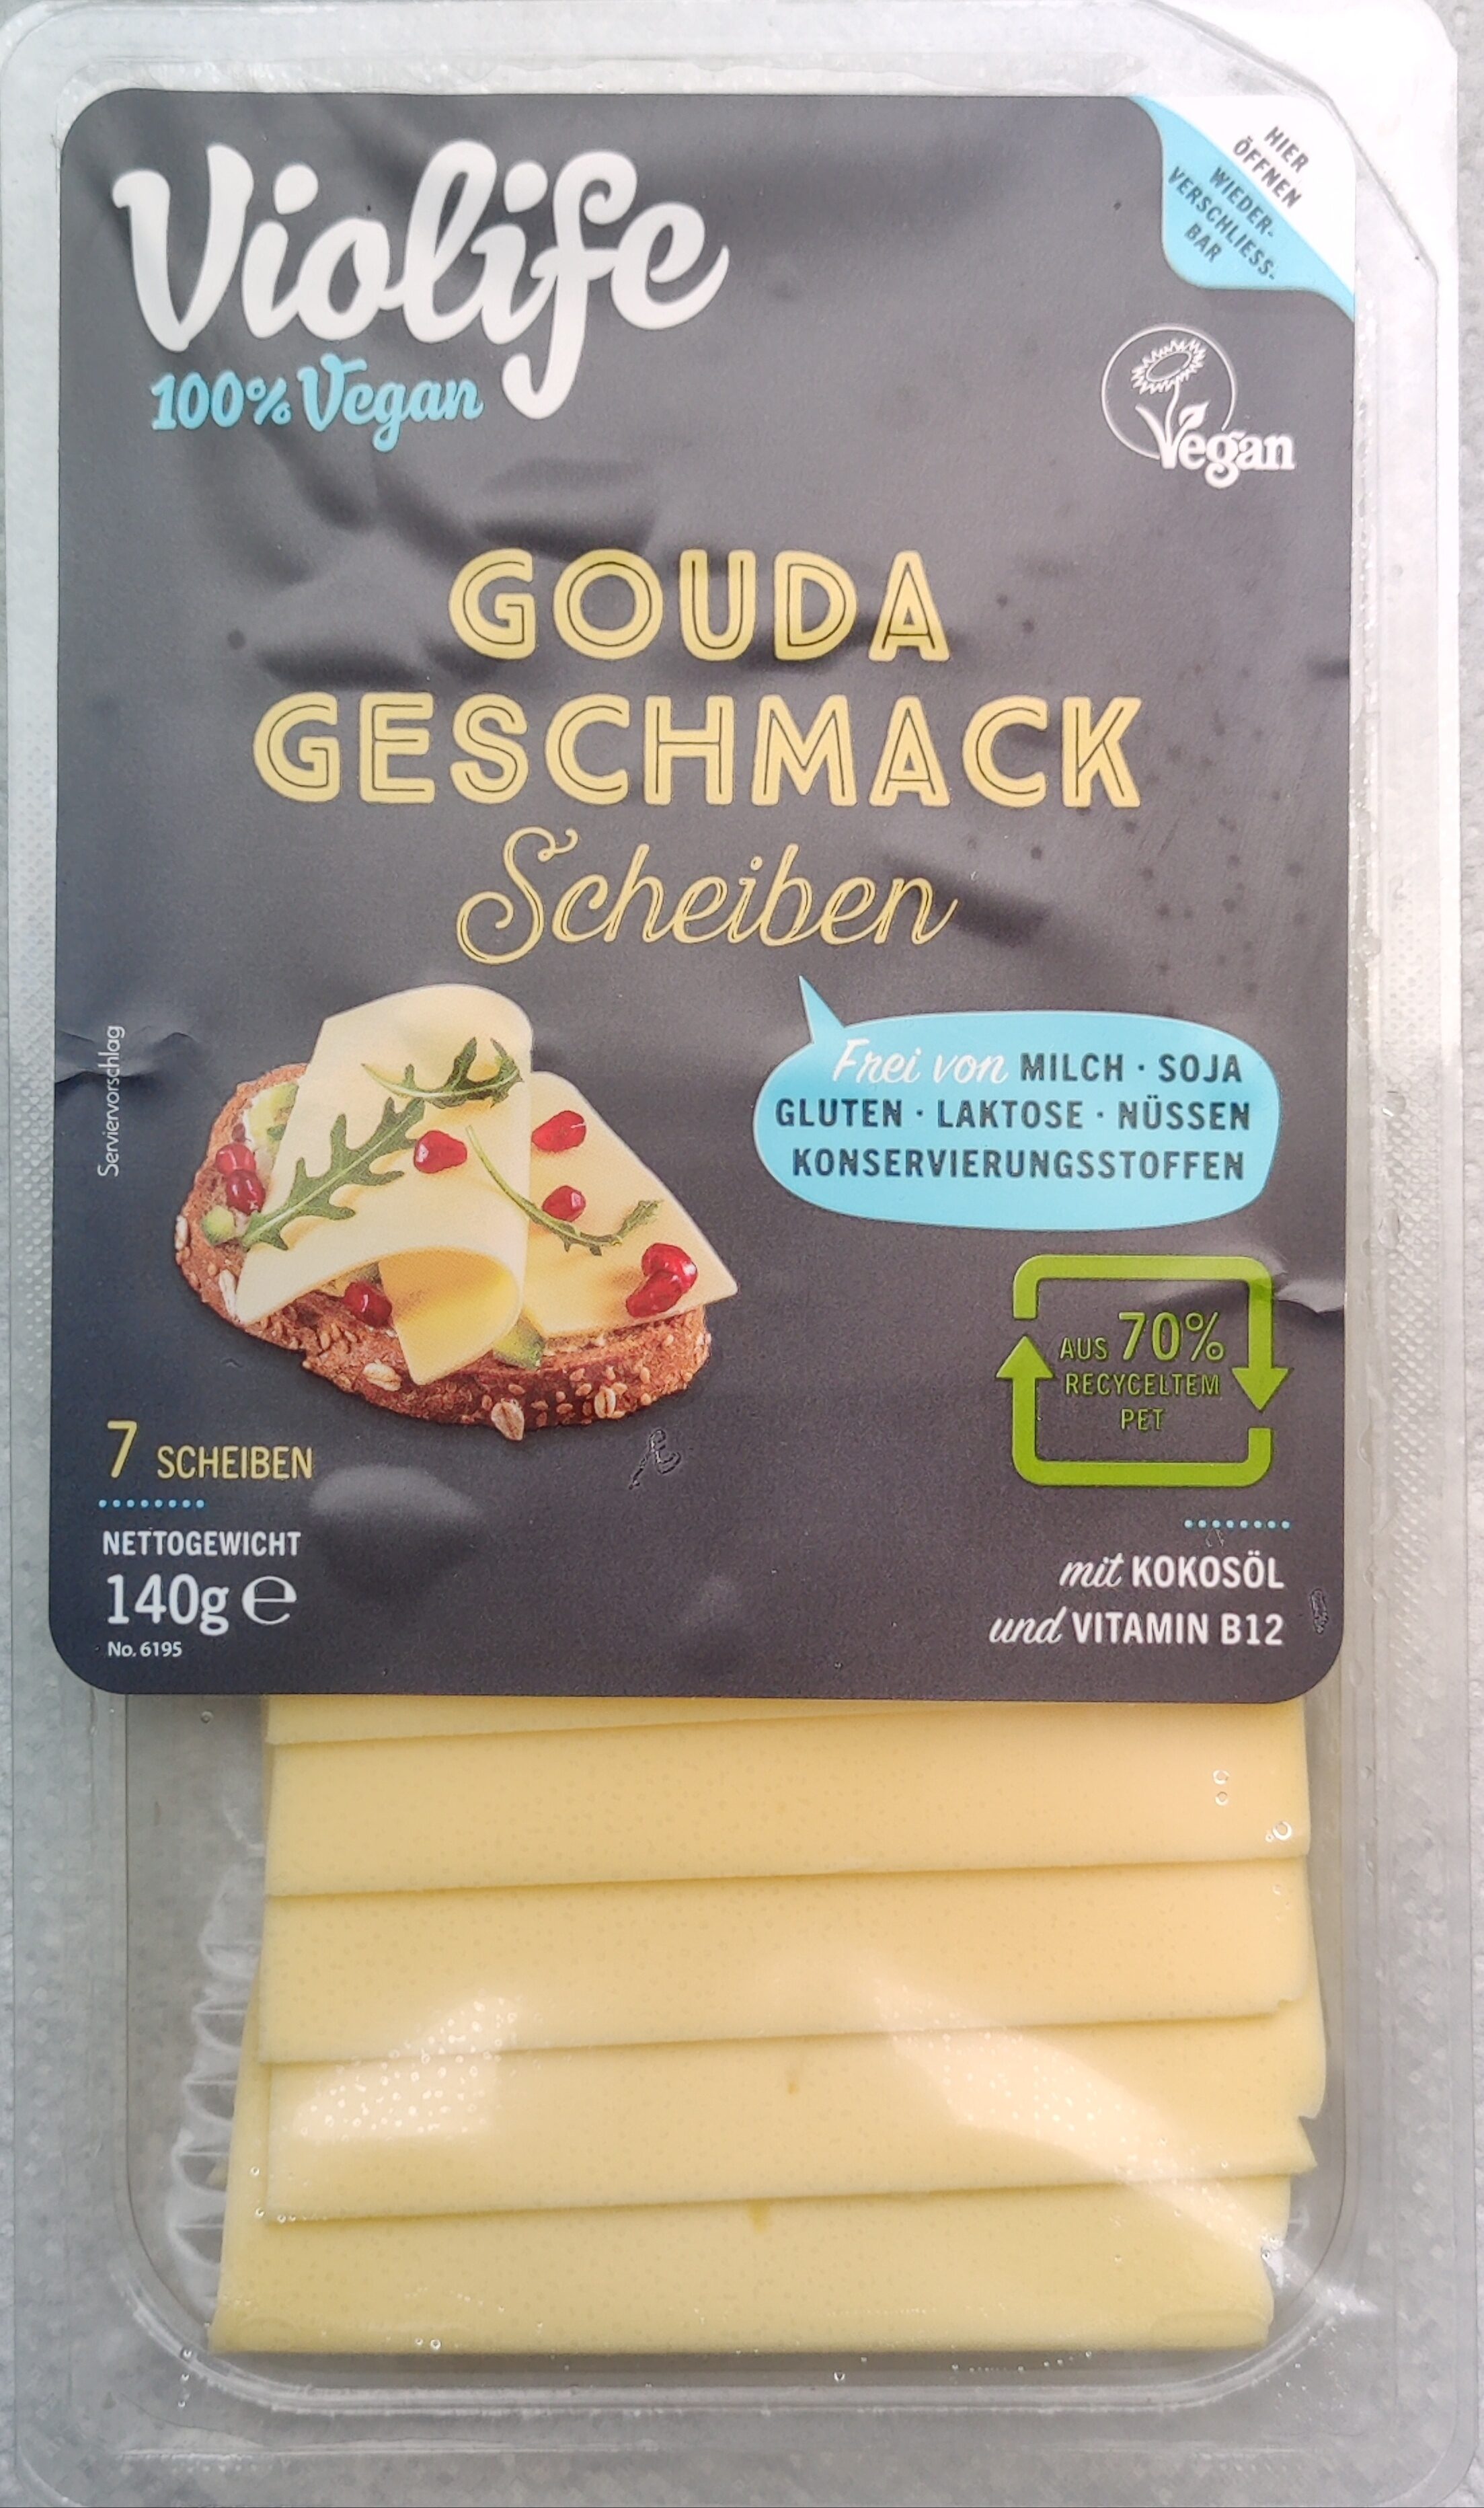 Violife
100% Vegan
HIER
ÖFFNEN
WIEDER-
VERSCHLIESS-
BAR
Vegan
GOUDA
GESCHMACK
Scheiben
Serviervorschlag
Frei von MILCH · SOJA
GLUTEN · LAKTOSE · NÜSSEN
KONSERVIERUNGSSTOFFEN
AUS 70%
RECYCELTEM
PET
7 SCHEIBEN
NETTOGEWICHT
140g ℮
No. 6195
mit KOKOSÖL
und VITAMIN B12